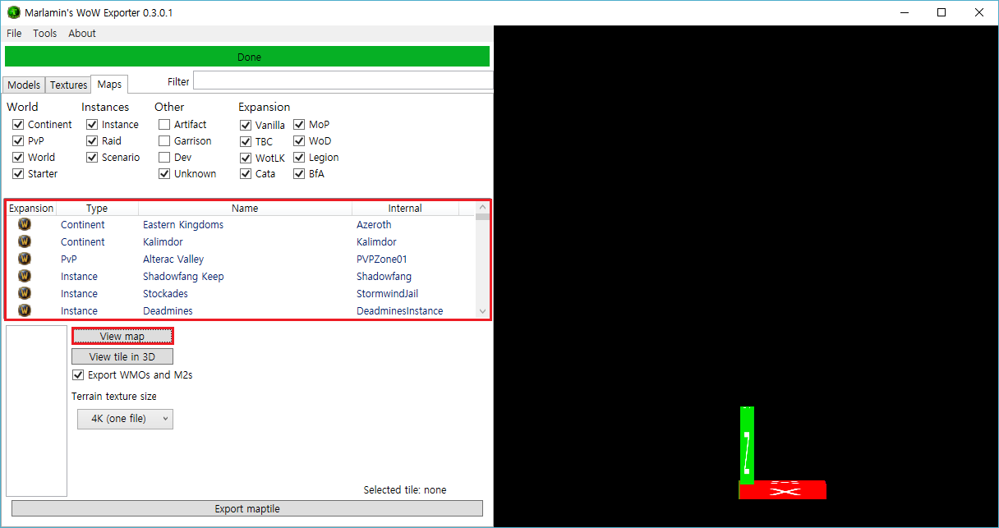 Marlamin's WoW Exporter 0.3.0.1
File Tools About
Done
Models Textures Maps Filter
World Instances Other Expansion
Continent Instance Artifact Vanilla MoP
PvP Raid Garrison TBC WoD
World Scenario Dev WotLK Legion
Starter Unknown Cata BfA
Expansion Type Name Internal
Continent Eastern Kingdoms Azeroth
Continent Kalimdor Kalimdor
PvP Alterac Valley PVPZone01
Instance Shadowfang Keep Shadowfang
Instance Stockades StormwindJail
Instance Deadmines DeadminesInstance
View map
View tile in 3D
Export WMOs and M2s
Terrain texture size
4K (one file)
Selected tile: none
Export maptile